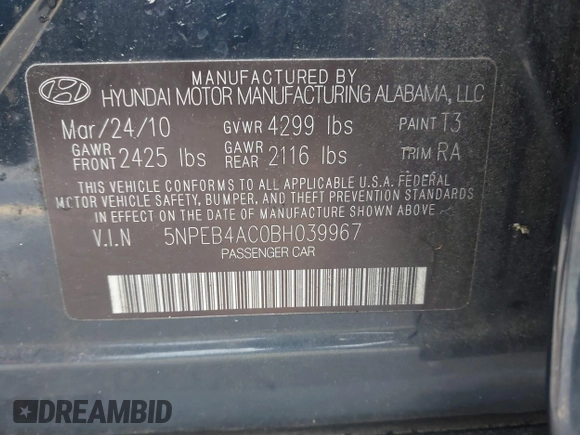 MANUFACTURED BY
HYUNDAI MOTOR MANUFACTURING ALABAMA, LLC
Mar/24/10 GVWR 4299 lbs PAINT T3
GAWR FRONT 2425 lbs GAWR REAR 2116 lbs TRIM RA
THIS VEHICLE CONFORMS TO ALL APPLICABLE U.S.A. FEDERAL
MOTOR VEHICLE SAFETY, BUMPER, AND THEFT PREVENTION STANDARDS
IN EFFECT ON THE DATE OF MANUFACTURE SHOWN ABOVE
V.I.N 5NPEB4AC0BH039967
PASSENGER CAR
DREAMBID